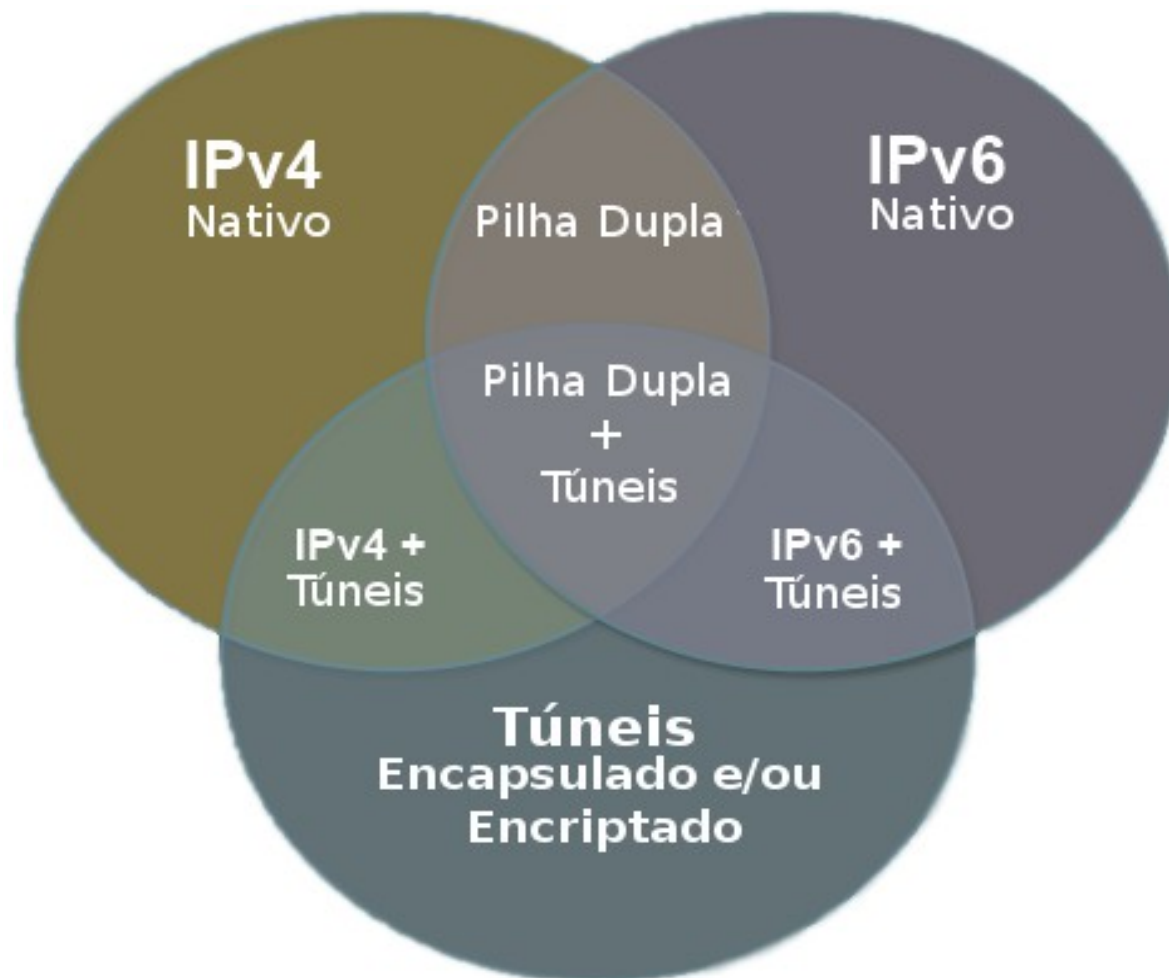 IPv4
Nativo
IPv6
Nativo
Pilha Dupla
Pilha Dupla
+
Túneis
IPv4 +
Túneis
IPv6 +
Túneis
Túneis
Encapsulado e/ou
Encriptado